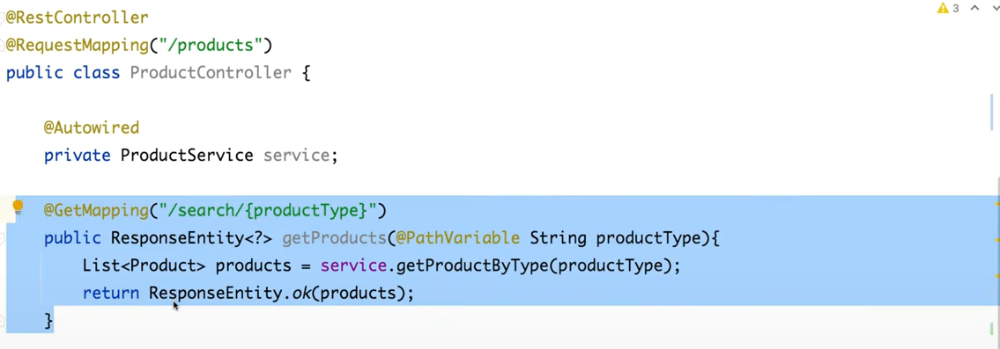 @RestController
3
@RequestMapping("/products")
public class ProductController {
@Autowired
private ProductService service;
@GetMapping("/search/{productType}")
public ResponseEntity<?> getProducts(@PathVariable String productType){
List<Product> products = service.getProductByType(productType);
return ResponseEntity.ok(products);
}